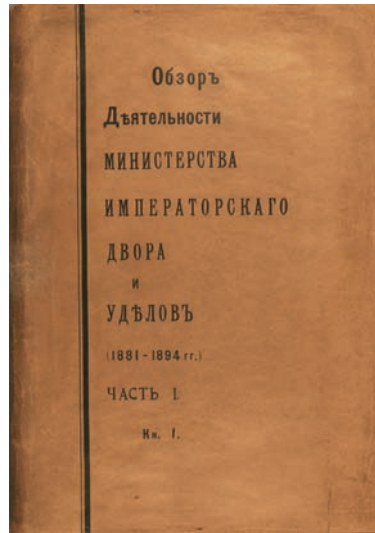 Обзоръ
Дѣятельности
МИНИСТЕРСТВА
ИМПЕРАТОРСКАГО
ДВОРА
и
УДѢЛОВЪ
(1881-1894 гг.)
ЧАСТЬ I.
Кн. I.